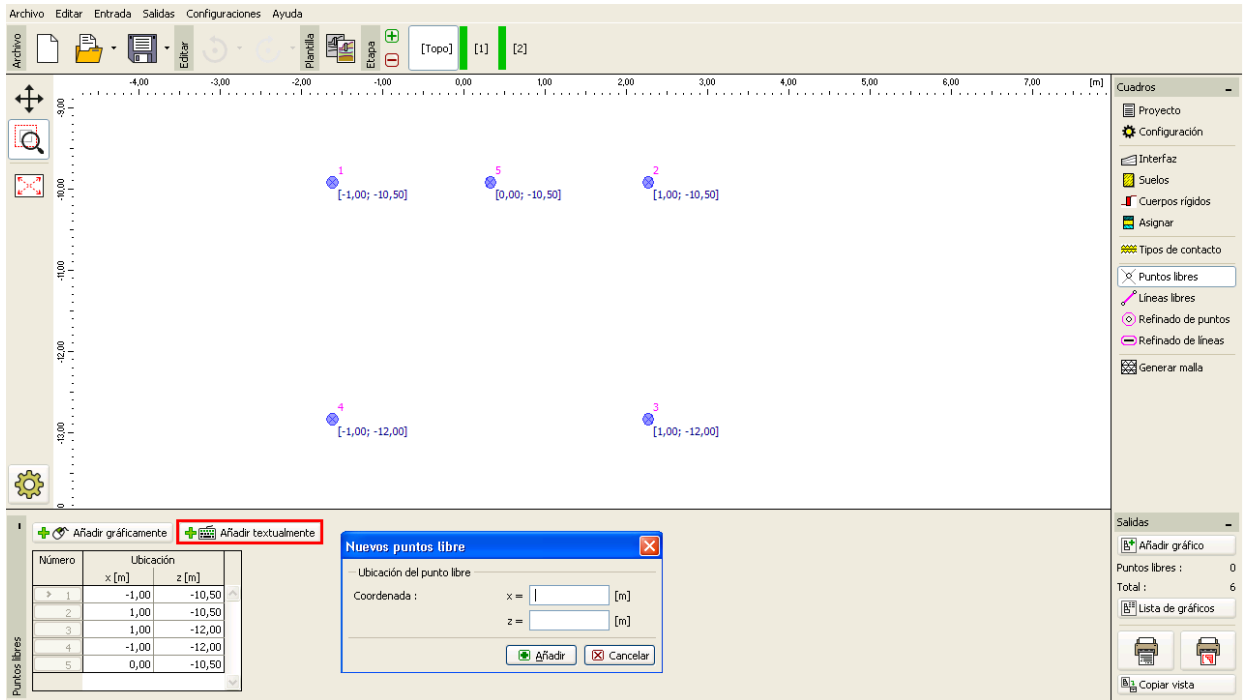 Archivo Editar Entrada Salidas Configuraciones Ayuda
Archivo
Editar
Plantilla
Etapa
[Topo] [1] [2]
-4,00 -3,00 -2,00 -1,00 0,00 1,00 2,00 3,00 4,00 5,00 6,00 7,00 [m]
-9,00
-10,00
-11,00
-12,00
-13,00
1
[-1,00; -10,50]
5
[0,00; -10,50]
2
[1,00; -10,50]
4
[-1,00; -12,00]
3
[1,00; -12,00]
Cuadros
Proyecto
Configuración
Interfaz
Suelos
Cuerpos rígidos
Asignar
Tipos de contacto
Puntos libres
Líneas libres
Refinado de puntos
Refinado de líneas
Generar malla
Puntos libres
Añadir gráficamente Añadir textualmente
Número Ubicación
x [m] z [m]
1 -1,00 -10,50
2 1,00 -10,50
3 1,00 -12,00
4 -1,00 -12,00
5 0,00 -10,50
Nuevos puntos libre
Ubicación del punto libre
Coordenada : x = [m]
z = [m]
Añadir Cancelar
Salidas
Añadir gráfico
Puntos libres : 0
Total : 6
Lista de gráficos
Copiar vista